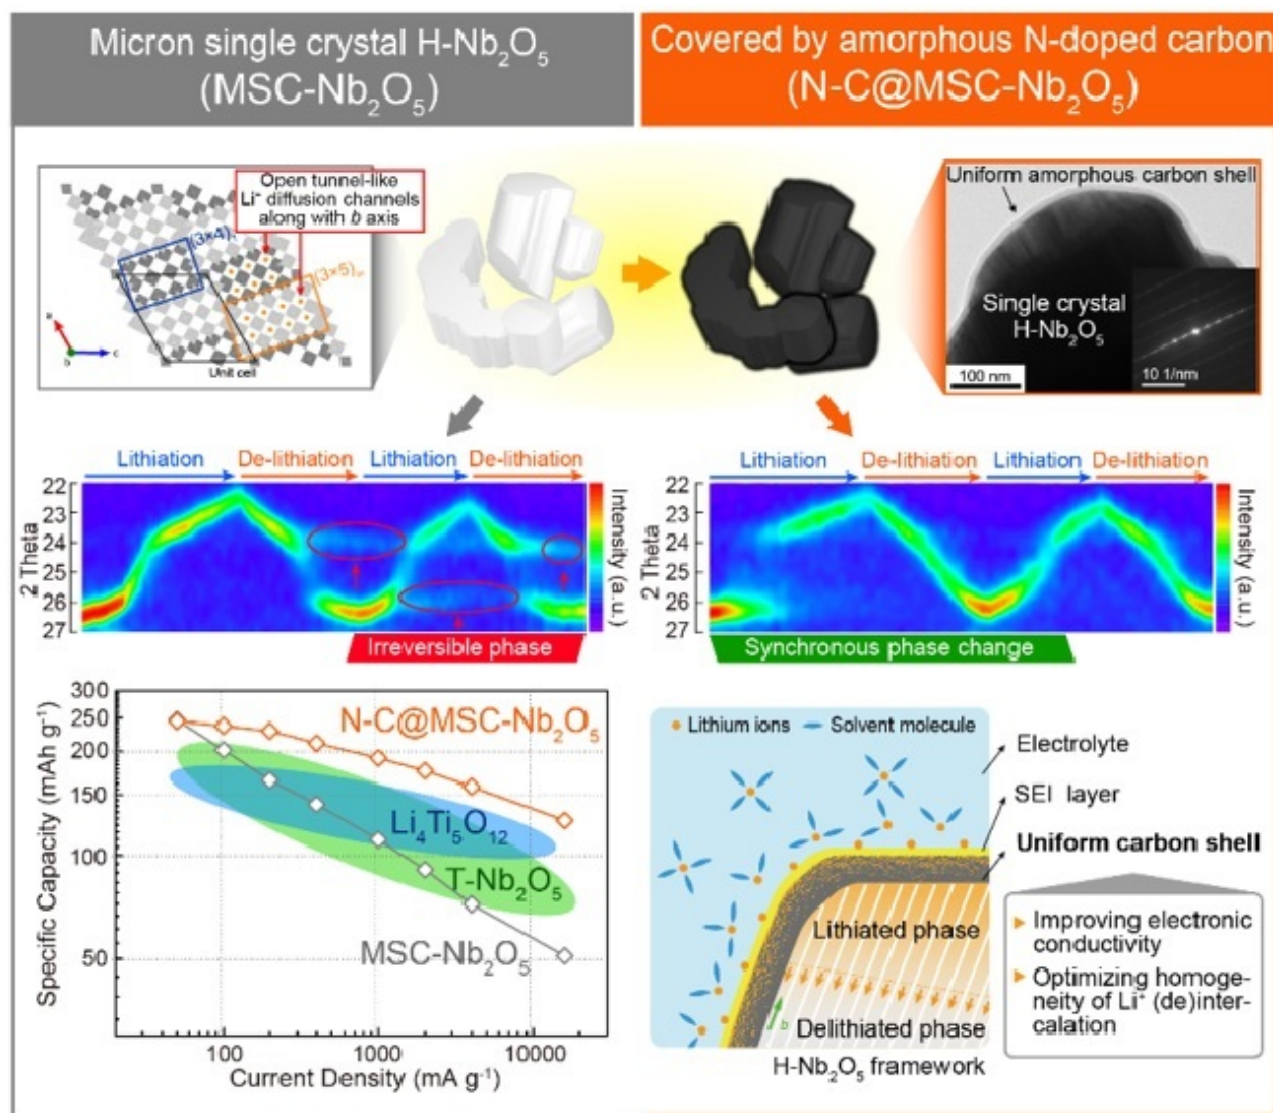 Micron single crystal H-Nb₂O₅
(MSC-Nb₂O₅)
Covered by amorphous N-doped carbon
(N-C@MSC-Nb₂O₅)
Open tunnel-like
Li⁺ diffusion channels
along with b axis
(3×4)
(3×5)
a
b
c
Unit cell
Uniform amorphous carbon shell
Single crystal
H-Nb₂O₅
100 nm
10 1/nm
Lithiation
De-lithiation
Lithiation
De-lithiation
22
23
24
25
26
27
2 Theta
Intensity (a.u.)
Irreversible phase
Lithiation
De-lithiation
Lithiation
De-lithiation
22
23
24
25
26
27
2 Theta
Intensity (a.u.)
Synchronous phase change
300
250
200
150
100
50
Specific Capacity (mAh g⁻¹)
N-C@MSC-Nb₂O₅
Li₄Ti₅O₁₂
T-Nb₂O₅
MSC-Nb₂O₅
100
1000
10000
Current Density (mA g⁻¹)
Lithium ions
Solvent molecule
Electrolyte
SEI layer
Uniform carbon shell
Improving electronic
conductivity
Optimizing homoge-
neity of Li⁺ (de)inter-
calation
Lithiated phase
b
Delithiated phase
H-Nb₂O₅ framework